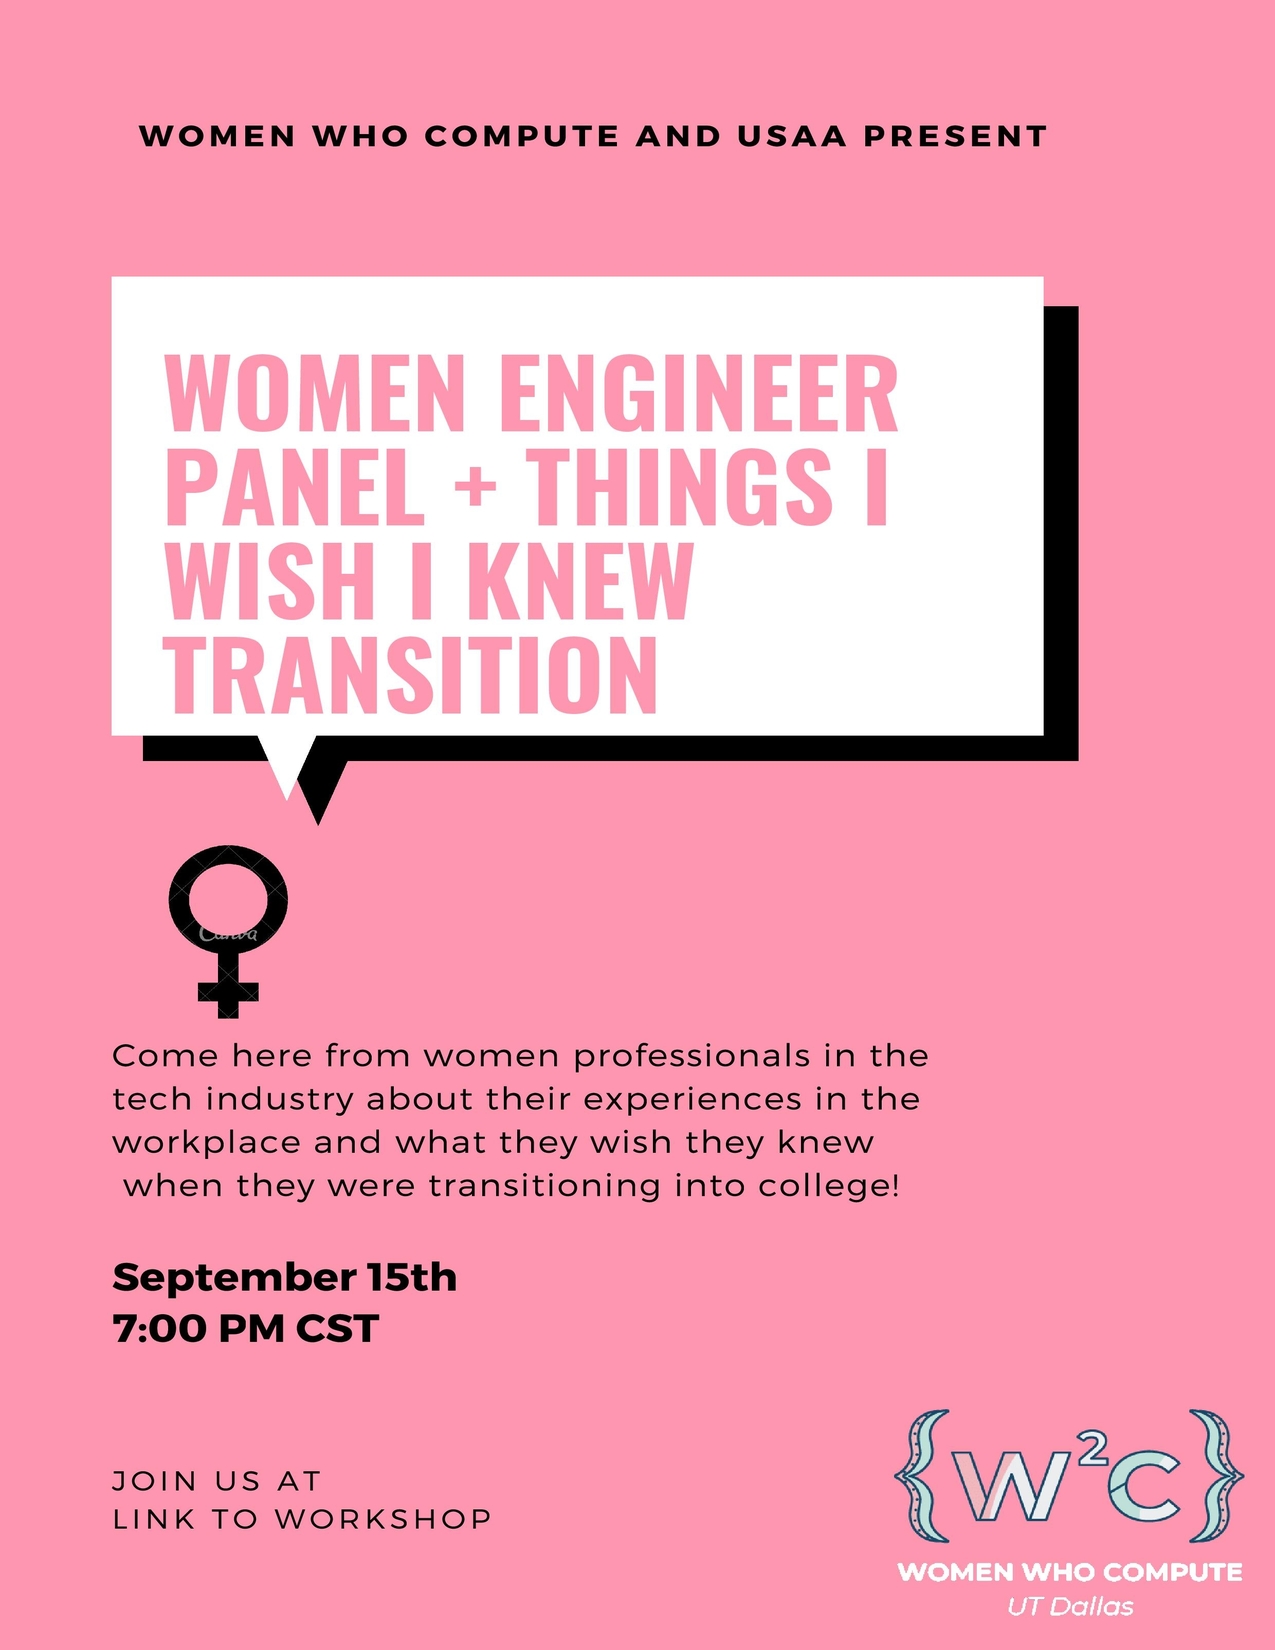 WOMEN WHO COMPUTE AND USAA PRESENT
WOMEN ENGINEER
PANEL + THINGS I
WISH I KNEW
TRANSITION
Canva
Come here from women professionals in the
tech industry about their experiences in the
workplace and what they wish they knew
when they were transitioning into college!
September 15th
7:00 PM CST
JOIN US AT
LINK TO WORKSHOP
{W²C}
WOMEN WHO COMPUTE
UT Dallas